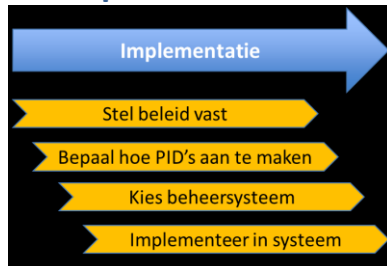 Implementatie
Stel beleid vast
Bepaal hoe PID's aan te maken
Kies beheersysteem
Implementeer in systeem